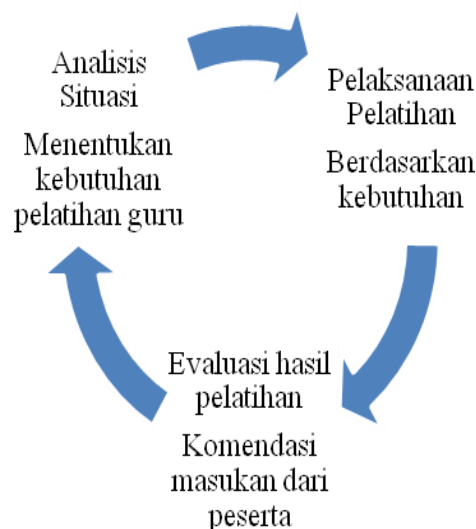 Analisis
Situasi
Menentukan
kebutuhan
pelatihan guru
Pelaksanaan
Pelatihan
Berdasarkan
kebutuhan
Evaluasi hasil
pelatihan
Komendasi
masukan dari
peserta